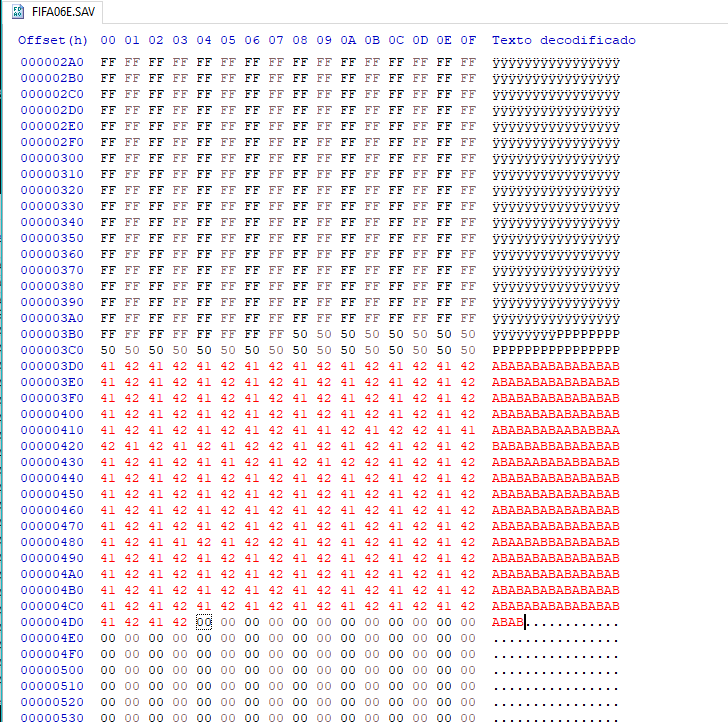 FIFA06E.SAV
Offset(h) 00 01 02 03 04 05 06 07 08 09 0A 0B 0C 0D 0E 0F Texto decodificado
000002A0 FF FF FF FF FF FF FF FF FF FF FF FF FF FF FF FF ÿÿÿÿÿÿÿÿÿÿÿÿÿÿÿÿ
000002B0 FF FF FF FF FF FF FF FF FF FF FF FF FF FF FF FF ÿÿÿÿÿÿÿÿÿÿÿÿÿÿÿÿ
000002C0 FF FF FF FF FF FF FF FF FF FF FF FF FF FF FF FF ÿÿÿÿÿÿÿÿÿÿÿÿÿÿÿÿ
000002D0 FF FF FF FF FF FF FF FF FF FF FF FF FF FF FF FF ÿÿÿÿÿÿÿÿÿÿÿÿÿÿÿÿ
000002E0 FF FF FF FF FF FF FF FF FF FF FF FF FF FF FF FF ÿÿÿÿÿÿÿÿÿÿÿÿÿÿÿÿ
000002F0 FF FF FF FF FF FF FF FF FF FF FF FF FF FF FF FF ÿÿÿÿÿÿÿÿÿÿÿÿÿÿÿÿ
00000300 FF FF FF FF FF FF FF FF FF FF FF FF FF FF FF FF ÿÿÿÿÿÿÿÿÿÿÿÿÿÿÿÿ
00000310 FF FF FF FF FF FF FF FF FF FF FF FF FF FF FF FF ÿÿÿÿÿÿÿÿÿÿÿÿÿÿÿÿ
00000320 FF FF FF FF FF FF FF FF FF FF FF FF FF FF FF FF ÿÿÿÿÿÿÿÿÿÿÿÿÿÿÿÿ
00000330 FF FF FF FF FF FF FF FF FF FF FF FF FF FF FF FF ÿÿÿÿÿÿÿÿÿÿÿÿÿÿÿÿ
00000340 FF FF FF FF FF FF FF FF FF FF FF FF FF FF FF FF ÿÿÿÿÿÿÿÿÿÿÿÿÿÿÿÿ
00000350 FF FF FF FF FF FF FF FF FF FF FF FF FF FF FF FF ÿÿÿÿÿÿÿÿÿÿÿÿÿÿÿÿ
00000360 FF FF FF FF FF FF FF FF FF FF FF FF FF FF FF FF ÿÿÿÿÿÿÿÿÿÿÿÿÿÿÿÿ
00000370 FF FF FF FF FF FF FF FF FF FF FF FF FF FF FF FF ÿÿÿÿÿÿÿÿÿÿÿÿÿÿÿÿ
00000380 FF FF FF FF FF FF FF FF FF FF FF FF FF FF FF FF ÿÿÿÿÿÿÿÿÿÿÿÿÿÿÿÿ
00000390 FF FF FF FF FF FF FF FF FF FF FF FF FF FF FF FF ÿÿÿÿÿÿÿÿÿÿÿÿÿÿÿÿ
000003A0 FF FF FF FF FF FF FF FF FF FF FF FF FF FF FF FF ÿÿÿÿÿÿÿÿÿÿÿÿÿÿÿÿ
000003B0 FF FF FF FF FF FF FF FF 50 50 50 50 50 50 50 50 ÿÿÿÿÿÿÿÿPPPPPPPP
000003C0 50 50 50 50 50 50 50 50 50 50 50 50 50 50 50 50 PPPPPPPPPPPPPPPP
000003D0 41 42 41 42 41 42 41 42 41 42 41 42 41 42 41 42 ABABABABABABABAB
000003E0 41 42 41 42 41 42 41 42 41 42 41 42 41 42 41 42 ABABABABABABABAB
000003F0 41 42 41 42 41 42 41 42 41 42 41 42 41 42 41 42 ABABABABABABABAB
00000400 41 42 41 42 41 42 41 42 41 42 41 42 41 42 41 42 ABABABABABABABAB
00000410 41 42 41 42 41 42 41 42 41 41 42 41 42 42 41 41 ABABABABAABABBAA
00000420 42 41 42 41 42 41 42 42 41 42 41 42 41 42 41 42 BABABABBABABABAB
00000430 41 42 41 42 41 41 42 41 42 41 42 42 41 42 41 42 ABABAABABABBABAB
00000440 41 42 41 42 41 42 41 42 41 42 41 42 41 42 41 42 ABABABABABABABAB
00000450 41 42 41 42 41 42 41 42 41 42 41 42 41 42 41 42 ABABABABABABABAB
00000460 41 42 41 42 41 42 41 42 41 42 41 42 41 42 41 42 ABABABABABABABAB
00000470 41 42 41 42 41 42 41 42 41 42 41 42 41 42 41 42 ABABABABABABABAB
00000480
00000490 41 42 41 42 41 42 41 42 41 42 41 42 41 42 41 42 ABABABABABABABAB
000004A0 41 42 41 42 41 42 41 42 41 42 41 42 41 42 41 42 ABABABABABABABAB
000004B0 41 42 41 42 41 42 41 42 41 42 41 42 41 42 41 42 ABABABABABABABAB
000004C0 41 42 41 42 41 42 41 42 41 42 41 42 41 42 41 42 ABABABABABABABAB
000004D0 41 42 41 42 00 00 00 00 00 00 00 00 00 00 00 00 ABAB............
000004E0 00 00 00 00 00 00 00 00 00 00 00 00 00 00 00 00 ................
000004F0 00 00 00 00 00 00 00 00 00 00 00 00 00 00 00 00 ................
00000500 00 00 00 00 00 00 00 00 00 00 00 00 00 00 00 00 ................
00000510 00 00 00 00 00 00 00 00 00 00 00 00 00 00 00 00 ................
00000520 00 00 00 00 00 00 00 00 00 00 00 00 00 00 00 00 ................
00000530 00 00 00 00 00 00 00 00 00 00 00 00 00 00 00 00 ................